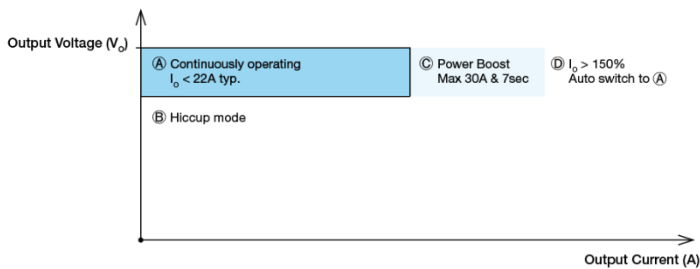 Output Voltage (Vo)
Ⓐ Continuously operating
Io < 22A typ.
Ⓒ Power Boost
Max 30A & 7sec
Ⓓ Io > 150%
Auto switch to Ⓐ
Ⓑ Hiccup mode
Output Current (A)